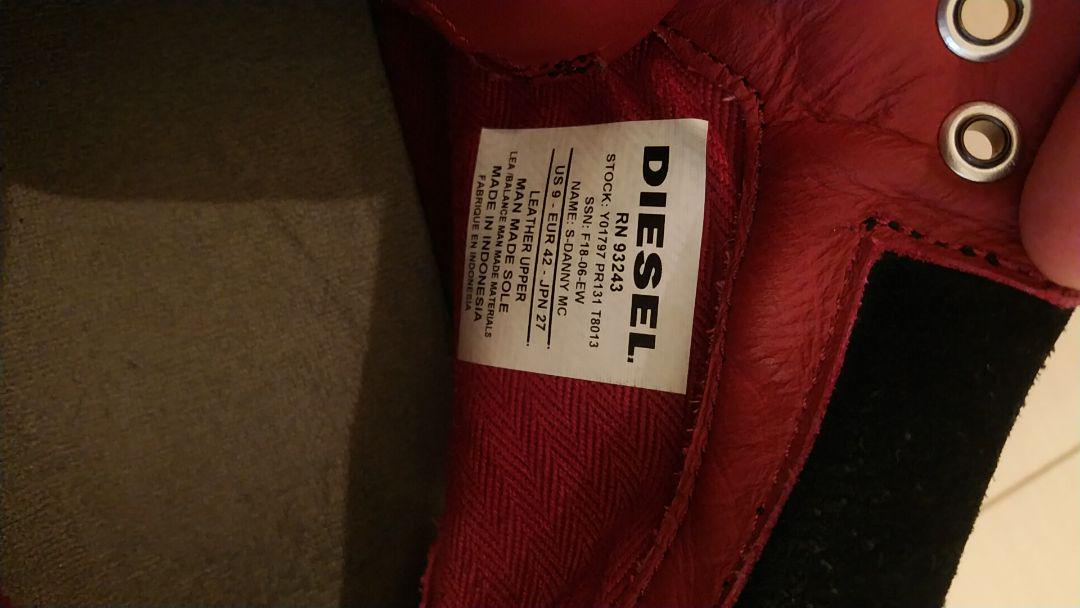 DIESEL.
RN 93243
STOCK: Y01797 PR131 T8013
SSN: F18-06-EW
NAME: S-DANNY MC
US 9 - EUR 42 - JPN 27
LEATHER UPPER
MAN MADE SOLE
LEA /BALANCE MAN MADE MATERIALS
MADE IN INDONESIA
FABRIQUE EN INDONESIA